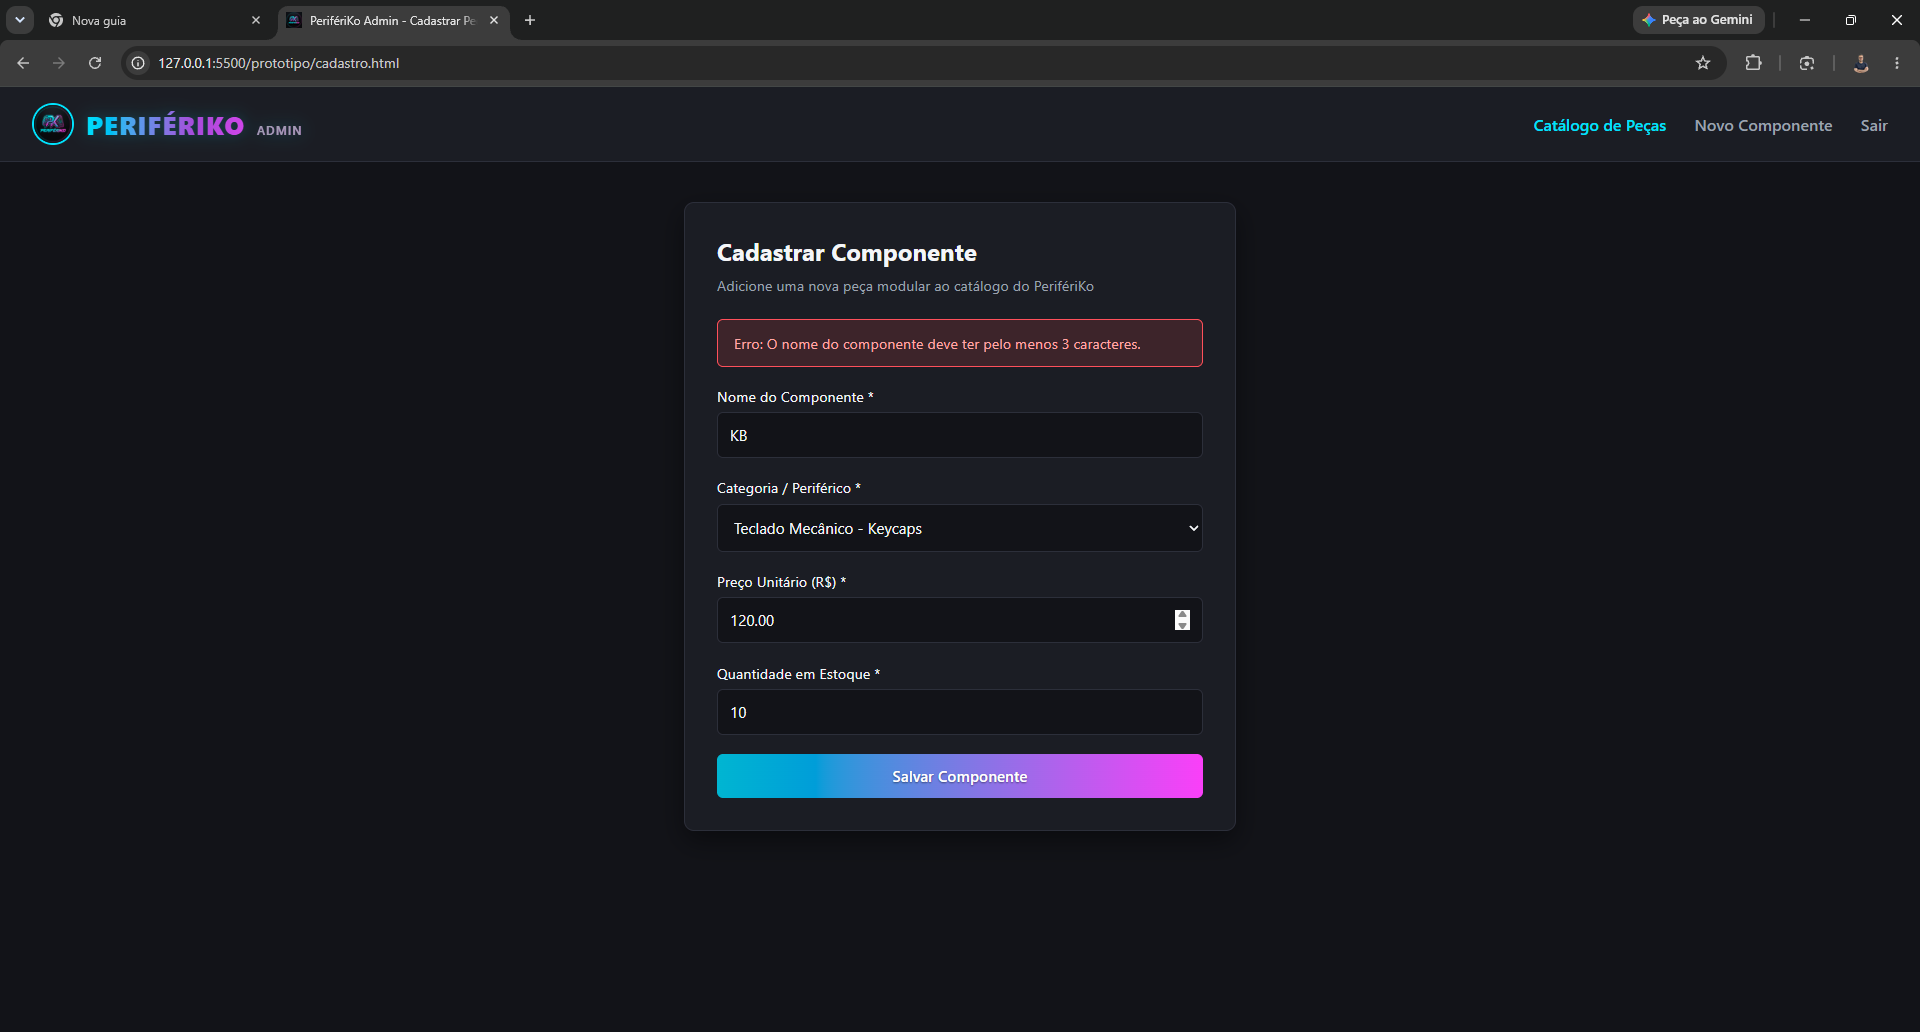 Nova guia
PerifériKo Admin - Cadastrar Pe
Peça ao Gemini
127.0.0.1:5500/prototipo/cadastro.html
PERIFÉRIKO ADMIN
Catálogo de Peças
Novo Componente
Sair
Cadastrar Componente
Adicione uma nova peça modular ao catálogo do PerifériKo
Erro: O nome do componente deve ter pelo menos 3 caracteres.
Nome do Componente *
KB
Categoria / Periférico *
Teclado Mecânico - Keycaps
Preço Unitário (R$) *
120.00
Quantidade em Estoque *
10
Salvar Componente